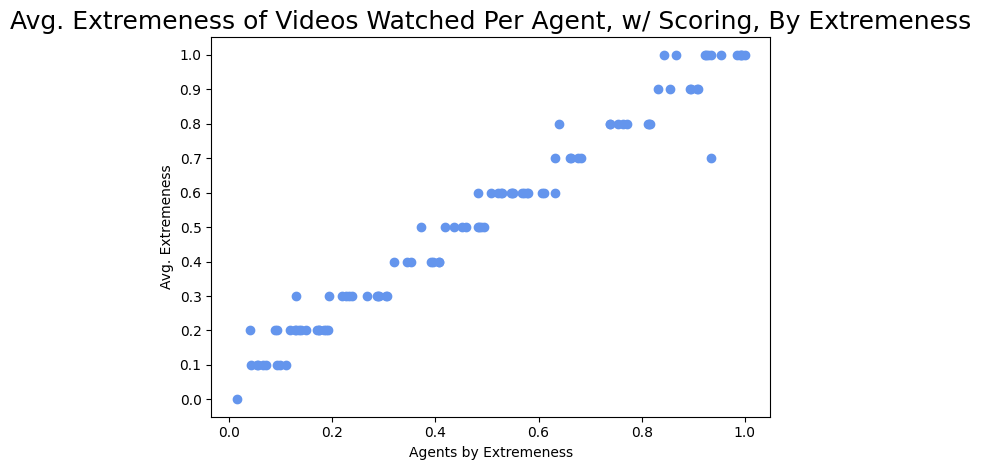 Avg. Extremeness of Videos Watched Per Agent, w/ Scoring, By Extremeness
1.0
0.9
0.8
0.7
0.6
0.5
0.4
0.3
0.2
0.1
0.0
Avg. Extremeness
0.0 0.2 0.4 0.6 0.8 1.0
Agents by Extremeness